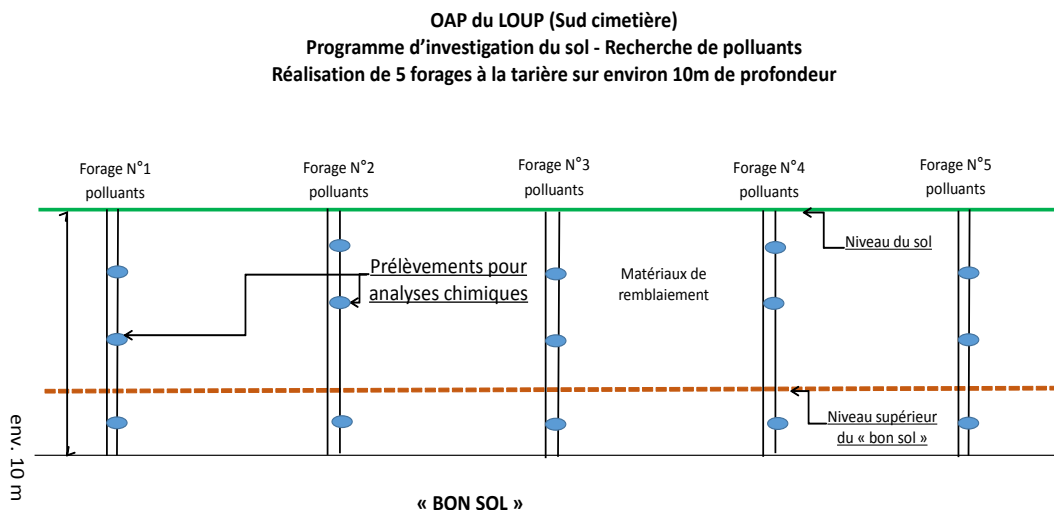 OAP du LOUP (Sud cimetière)
Programme d’investigation du sol - Recherche de polluants
Réalisation de 5 forages à la tarière sur environ 10m de profondeur
Forage N°1
polluants
Forage N°2
polluants
Forage N°3
polluants
Forage N°4
polluants
Forage N°5
polluants
Niveau du sol
Prélèvements pour
analyses chimiques
Matériaux de
remblaiement
Niveau supérieur
du « bon sol »
env. 10 m
« BON SOL »